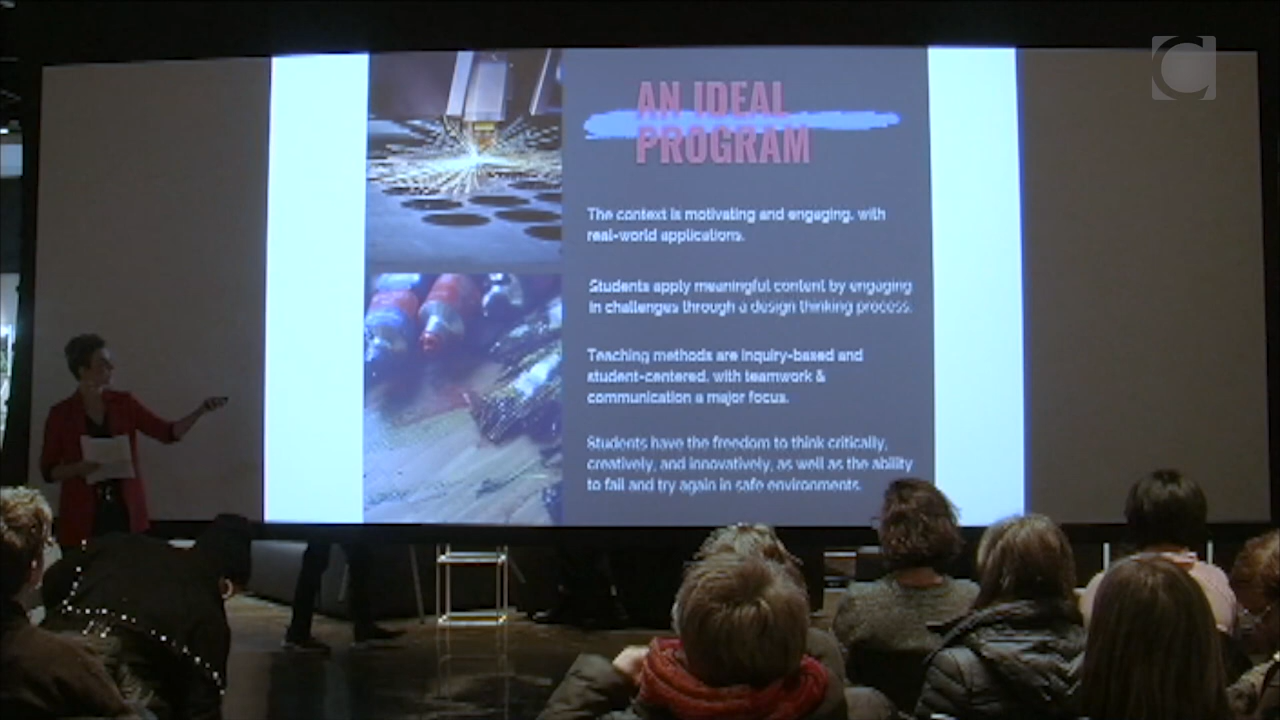 AN IDEAL
PROGRAM
The context is motivating and engaging, with
real-world applications.
Students apply meaningful content by engaging
in challenges through a design thinking process.
Teaching methods are inquiry-based and
student-centered, with teamwork &
communication a major focus.
Students have the freedom to think critically,
creatively, and innovatively, as well as the ability
to fail and try again in safe environments.